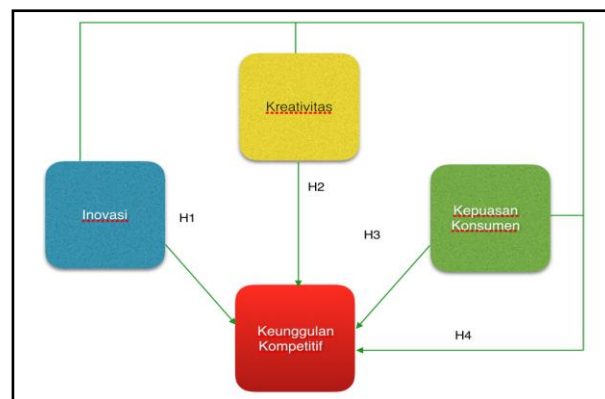 Kreativitas
Inovasi
H1
H2
H3
Kepuasan
Konsumen
Keunggulan
Kompetitif
H4